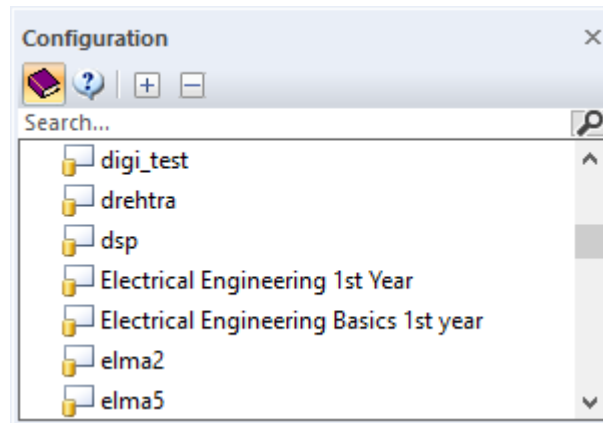 Configuration
Search...
digi_test
drehtra
dsp
Electrical Engineering 1st Year
Electrical Engineering Basics 1st year
elma2
elma5